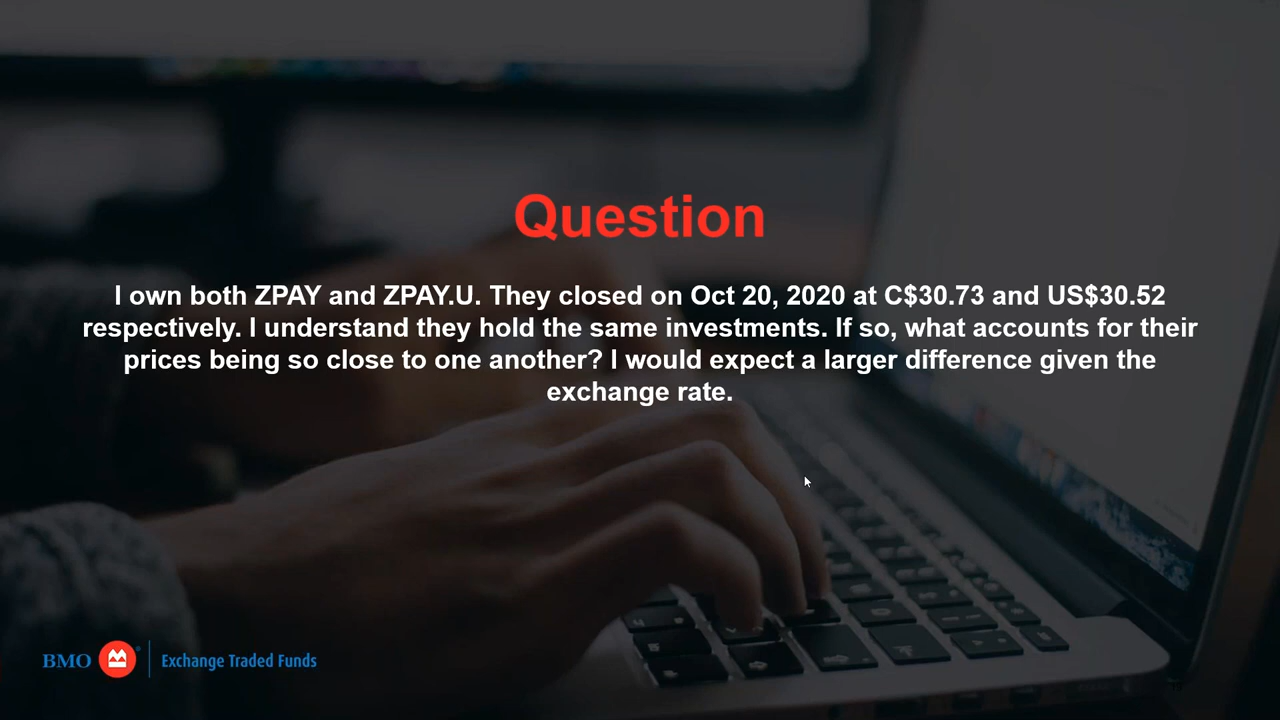 Question
I own both ZPAY and ZPAY.U. They closed on Oct 20, 2020 at C$30.73 and US$30.52
respectively. I understand they hold the same investments. If so, what accounts for their
prices being so close to one another? I would expect a larger difference given the
exchange rate.
BMO Exchange Traded Funds